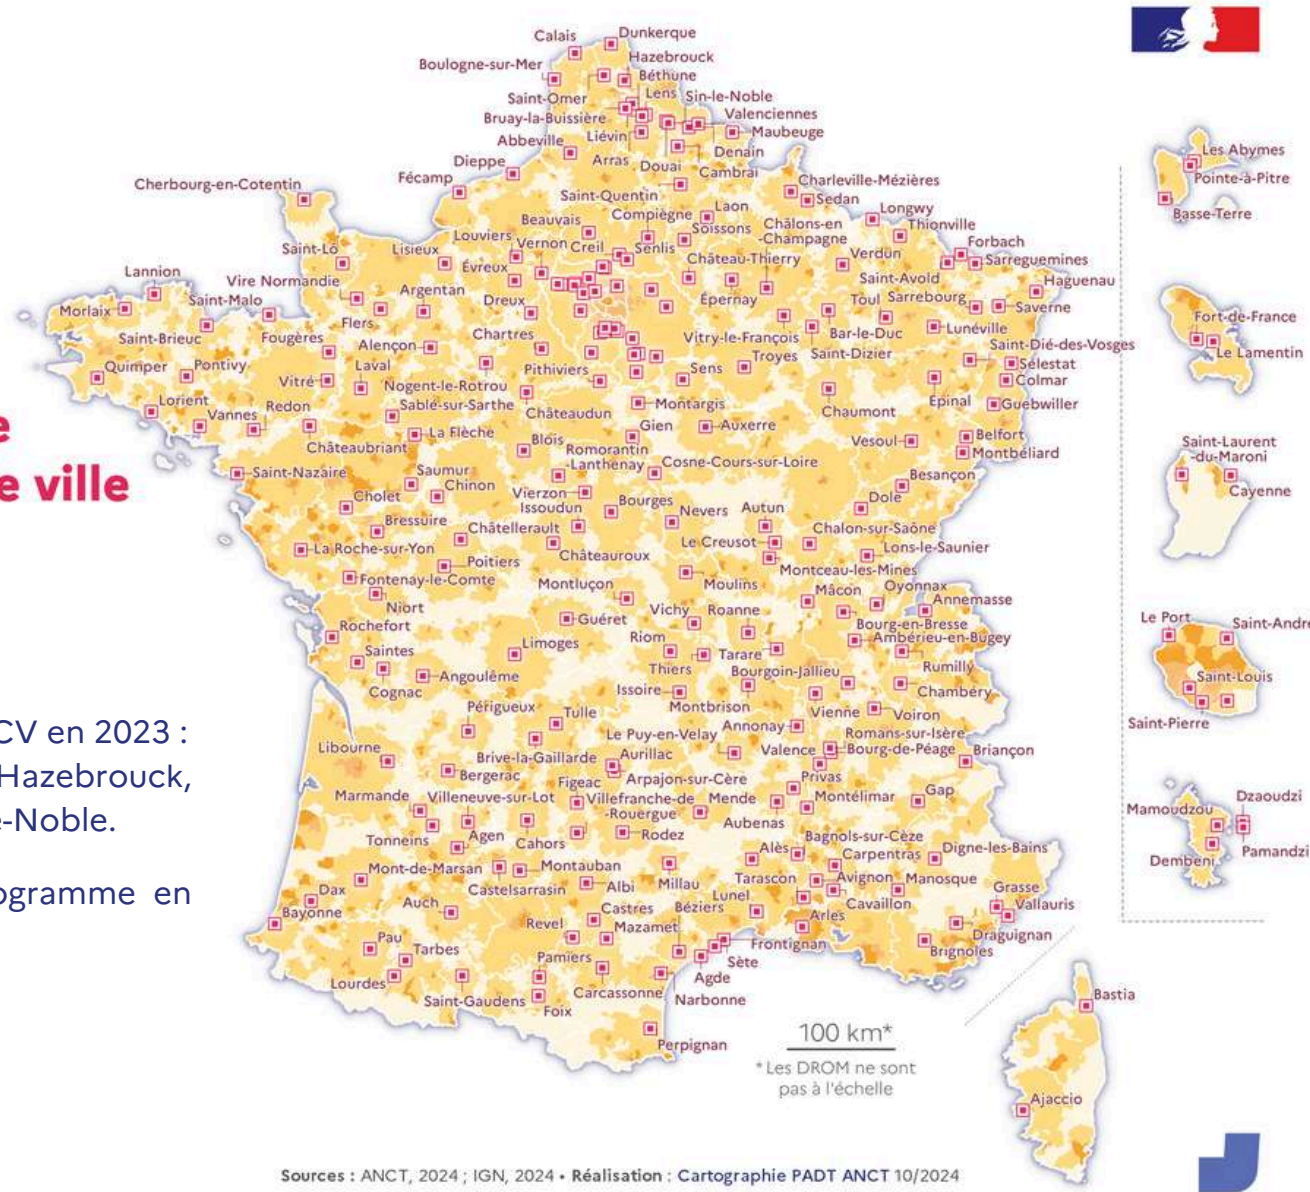 e
e ville
CV en 2023 :
Hazebrouck,
e-Noble.
ogramme en
Calais
Dunkerque
Boulogne-sur-Mer
Hazebrouck
Béthune
Saint-Omer
Lens
Sin-le-Noble
Bruay-la-Buissière
Valenciennes
Liévin
Maubeuge
Abbeville
Denain
Arras
Douai
Cambrai
Dieppe
Fécamp
Cherbourg-en-Cotentin
Saint-Quentin
Charleville-Mézières
Sedan
Laon
Beauvais
Compiègne
Soissons
Châlons-en
-Champagne
Longwy
Thionville
Louviers
Vernon
Creil
Senlis
Verdun
Forbach
Saint-Lô
Lisieux
Château-Thierry
Sarreguemines
Évreux
Saint-Avold
Haguenau
Lannion
Vire Normandie
Argentan
Dreux
Épernay
Toul
Sarrebourg
Saverne
Morlaix
Saint-Malo
Flers
Chartres
Vitry-le-François
Bar-le-Duc
Lunéville
Saint-Brieuc
Fougères
Alençon
Saint-Dié-des-Vosges
Troyes
Saint-Dizier
Quimper
Pontivy
Laval
Pithiviers
Sens
Sélestat
Vitré
Nogent-le-Rotrou
Colmar
Lorient
Redon
Sablé-sur-Sarthe
Châteaudun
Montargis
Chaumont
Épinal
Guebwiller
Vannes
La Flèche
Gien
Auxerre
Châteaubriant
Blois
Romorantin
-Lanthenay
Vesoul
Belfort
Montbéliard
Saint-Nazaire
Saumur
Cosne-Cours-sur-Loire
Chinon
Besançon
Cholet
Vierzon
Bourges
Issoudun
Nevers
Autun
Dole
Bressuire
Châtellerault
Chalon-sur-Saône
La Roche-sur-Yon
Le Creusot
Châteauroux
Lons-le-Saunier
Poitiers
Montceau-les-Mines
Fontenay-le-Comte
Montluçon
Moulins
Mâcon
Oyonnax
Niort
Annemasse
Vichy
Roanne
Guéret
Bourg-en-Bresse
Rochefort
Riom
Ambérieu-en-Bugey
Limoges
Tarare
Saintes
Thiers
Bourgoin-Jallieu
Rumilly
Angoulême
Issoire
Chambéry
Cognac
Montbrison
Périgueux
Tulle
Vienne
Voiron
Annonay
Le Puy-en-Velay
Romans-sur-Isère
Libourne
Valence
Bourg-de-Péage
Briançon
Brive-la-Gaillarde
Aurillac
Bergerac
Figeac
Arpajon-sur-Cère
Privas
Marmande
Villeneuve-sur-Lot
Villefranche-de
-Rouergue
Mende
Montélimar
Gap
Tonneins
Aubenas
Agen
Cahors
Rodez
Bagnols-sur-Cèze
Alès
Digne-les-Bains
Mont-de-Marsan
Montauban
Carpentras
Castelsarrasin
Albi
Millau
Tarascon
Avignon
Manosque
Grasse
Dax
Auch
Lunel
Cavaillon
Vallauris
Castres
Béziers
Bayonne
Revel
Mazamet
Arles
Draguignan
Pau
Frontignan
Brignoles
Tarbes
Pamiers
Sète
Lourdes
Agde
Saint-Gaudens
Carcassonne
Narbonne
Foix
Perpignan
Bastia
Ajaccio
100 km*
* Les DROM ne sont
pas à l'échelle
Les Abymes
Pointe-à-Pitre
Basse-Terre
Fort-de-France
Le Lamentin
Saint-Laurent
-du-Maroni
Cayenne
Le Port
Saint-André
Saint-Louis
Saint-Pierre
Dzaoudzi
Mamoudzou
Pamandzi
Dembeni
Sources : ANCT, 2024 ; IGN, 2024 • Réalisation : Cartographie PADT ANCT 10/2024